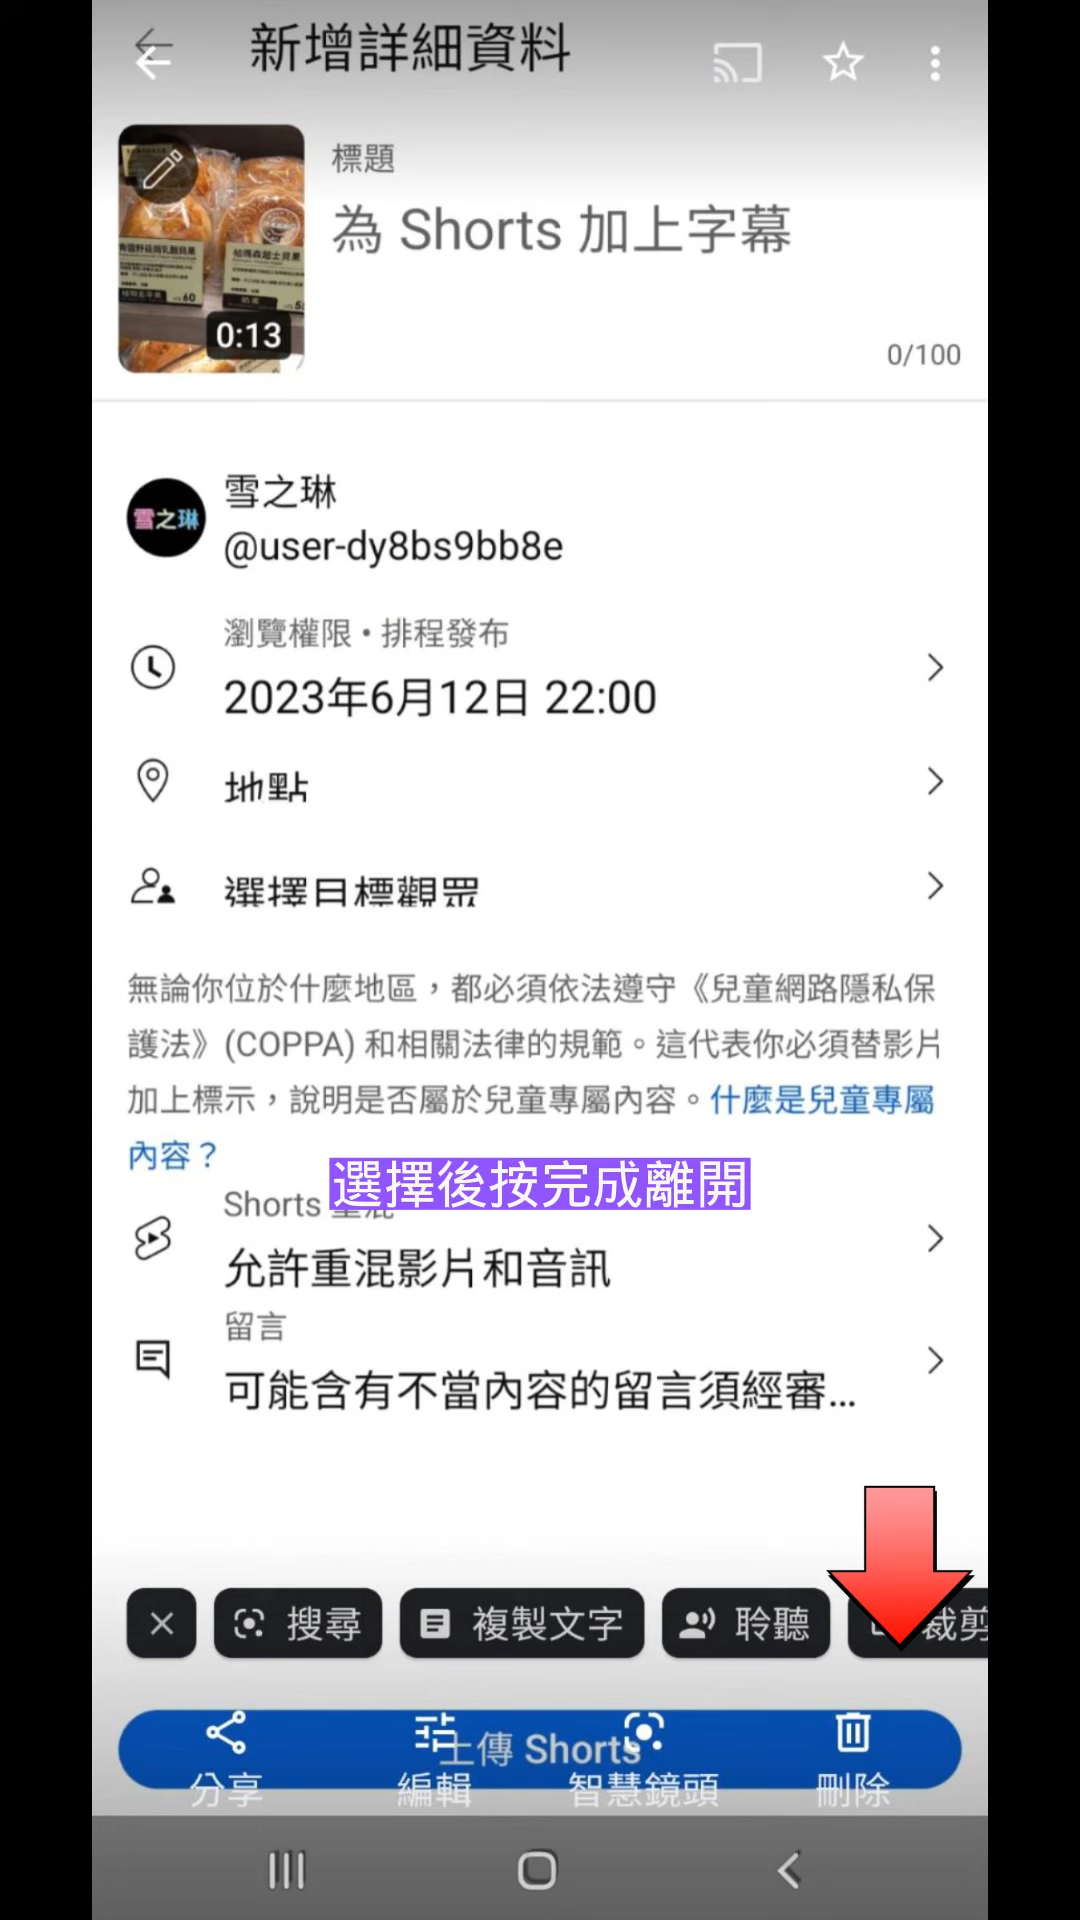 新增詳細資料
標題
為 Shorts 加上字幕
60
0:13
0/100
雪之琳
雪之琳
@user-dy8bs9bb8e
瀏覽權限 • 排程發布
2023年6月12日 22:00
地點
選擇目標觀眾
無論你位於什麼地區，都必須依法遵守《兒童網路隱私保
護法》(COPPA) 和相關法律的規範。這代表你必須替影片
加上標示，說明是否屬於兒童專屬內容。什麼是兒童專屬
內容？
選擇後按完成離開
Shorts 重混
允許重混影片和音訊
留言
可能含有不當內容的留言須經審...
搜尋
複製文字
聆聽
裁剪
上傳 Shorts
分享
編輯
智慧鏡頭
刪除